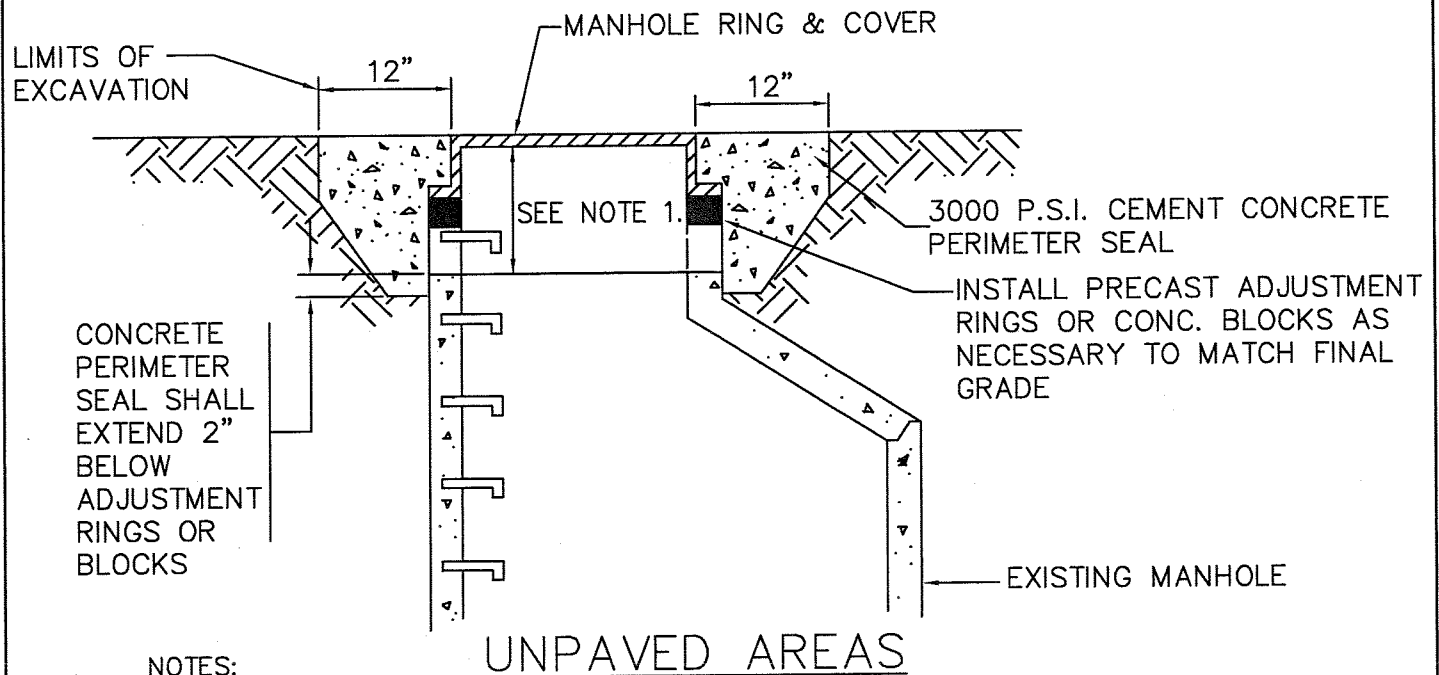 MANHOLE RING & COVER
LIMITS OF
EXCAVATION
12"
12"
SEE NOTE 1.
3000 P.S.I. CEMENT CONCRETE
PERIMETER SEAL
INSTALL PRECAST ADJUSTMENT
RINGS OR CONC. BLOCKS AS
NECESSARY TO MATCH FINAL
GRADE
CONCRETE
PERIMETER
SEAL SHALL
EXTEND 2"
BELOW
ADJUSTMENT
RINGS OR
BLOCKS
EXISTING MANHOLE
UNPAVED AREAS
NOTES: